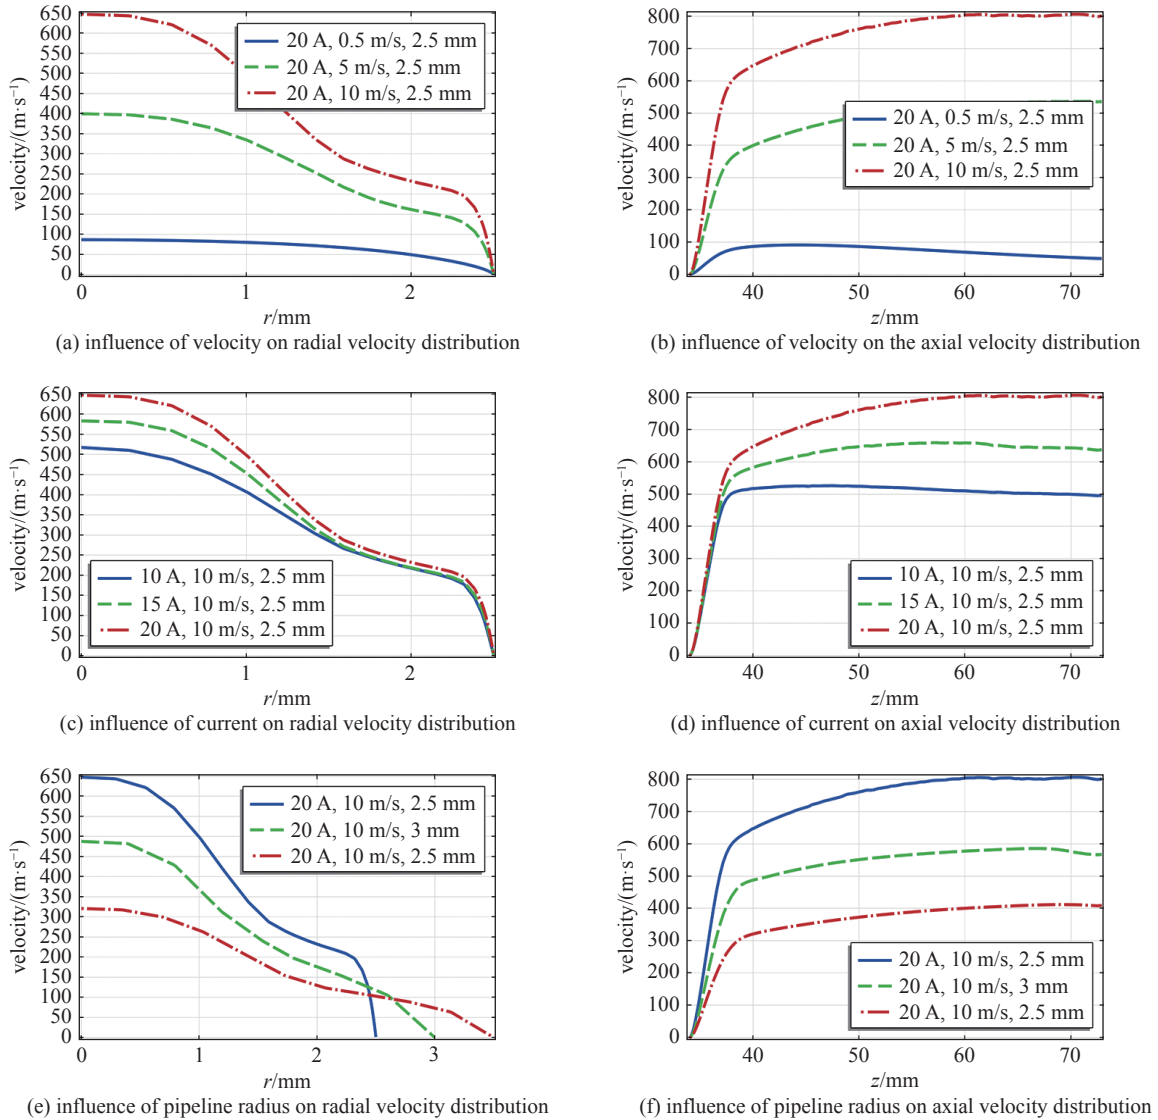 velocity/(m·s⁻¹)
650
600
550
500
450
400
350
300
250
200
150
100
50
0
20 A, 0.5 m/s, 2.5 mm
20 A, 5 m/s, 2.5 mm
20 A, 10 m/s, 2.5 mm
0 1 2
r/mm
(a) influence of velocity on radial velocity distribution
velocity/(m·s⁻¹)
800
700
600
500
400
300
200
100
0
20 A, 0.5 m/s, 2.5 mm
20 A, 5 m/s, 2.5 mm
20 A, 10 m/s, 2.5 mm
40 50 60 70
z/mm
(b) influence of velocity on the axial velocity distribution
velocity/(m·s⁻¹)
650
600
550
500
450
400
350
300
250
200
150
100
50
0
10 A, 10 m/s, 2.5 mm
15 A, 10 m/s, 2.5 mm
20 A, 10 m/s, 2.5 mm
0 1 2
r/mm
(c) influence of current on radial velocity distribution
velocity/(m·s⁻¹)
800
700
600
500
400
300
200
100
0
10 A, 10 m/s, 2.5 mm
15 A, 10 m/s, 2.5 mm
20 A, 10 m/s, 2.5 mm
40 50 60 70
z/mm
(d) influence of current on axial velocity distribution
velocity/(m·s⁻¹)
650
600
550
500
450
400
350
300
250
200
150
100
50
0
20 A, 10 m/s, 2.5 mm
20 A, 10 m/s, 3 mm
20 A, 10 m/s, 2.5 mm
0 1 2 3
r/mm
(e) influence of pipeline radius on radial velocity distribution
velocity/(m·s⁻¹)
800
700
600
500
400
300
200
100
0
20 A, 10 m/s, 2.5 mm
20 A, 10 m/s, 3 mm
20 A, 10 m/s, 2.5 mm
40 50 60 70
z/mm
(f) influence of pipeline radius on axial velocity distribution